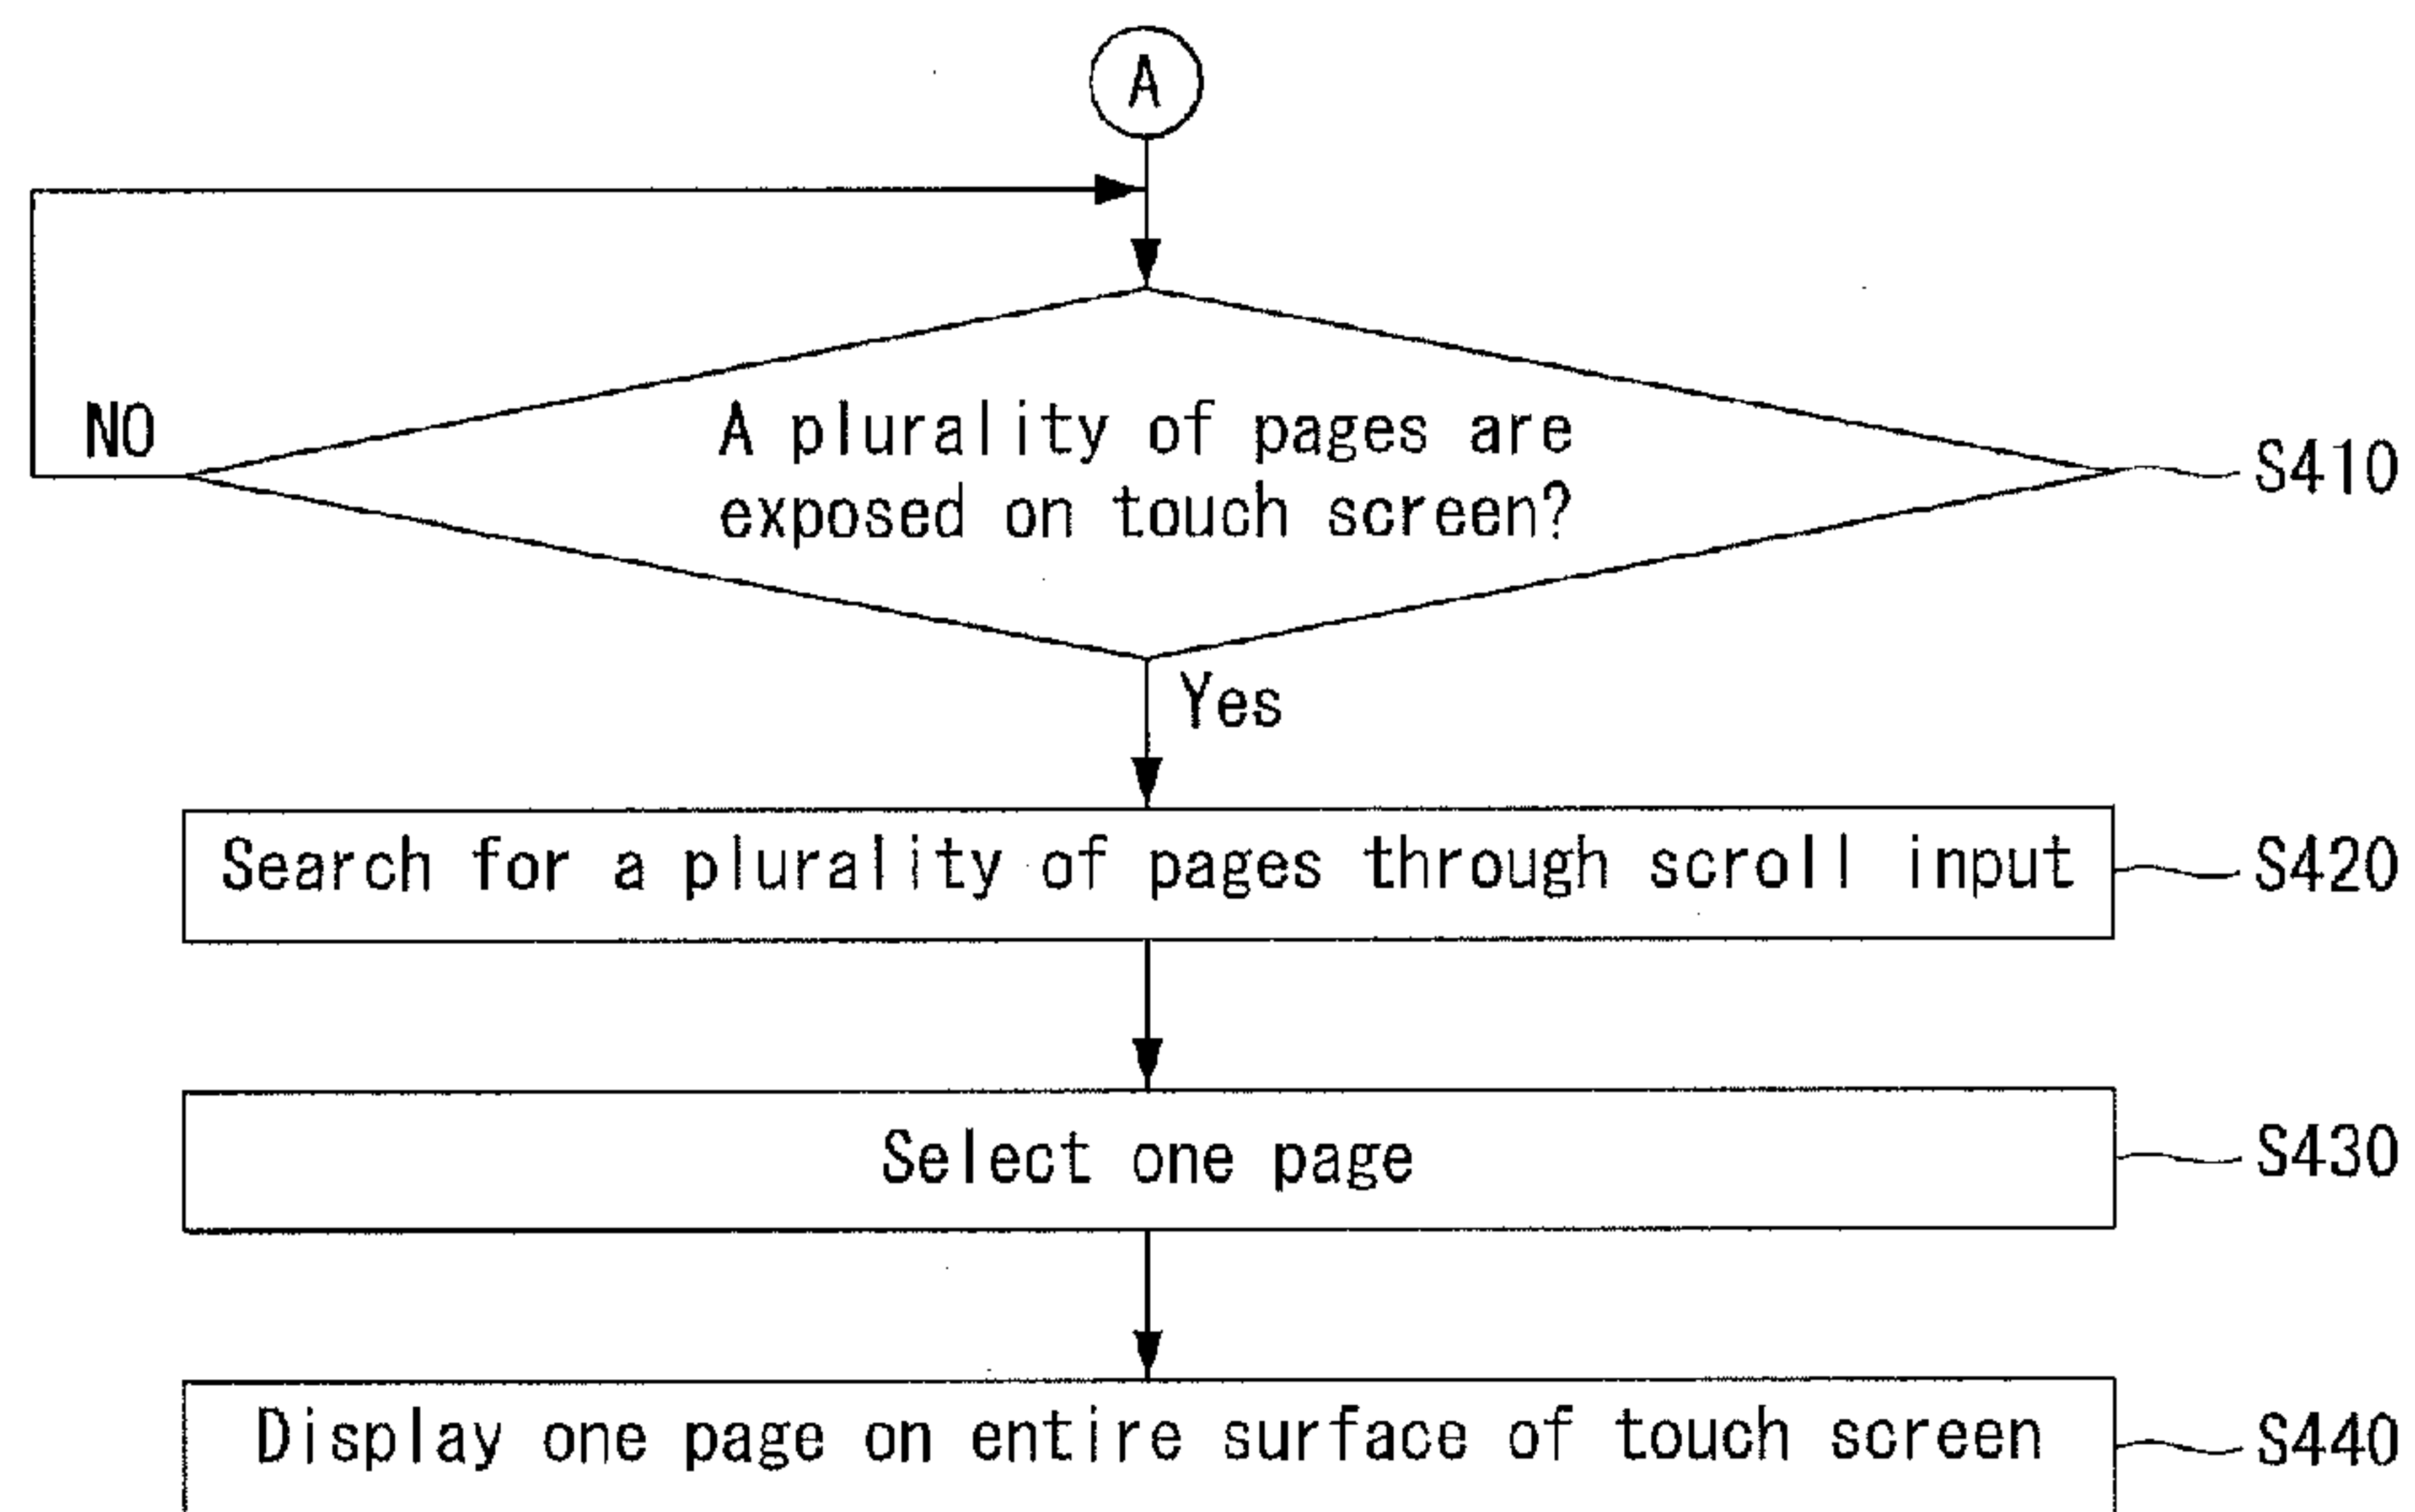 A
NO
A plurality of pages are
exposed on touch screen?
S410
Yes
Search for a plurality of pages through scroll input
S420
Select one page
S430
Display one page on entire surface of touch screen
S440